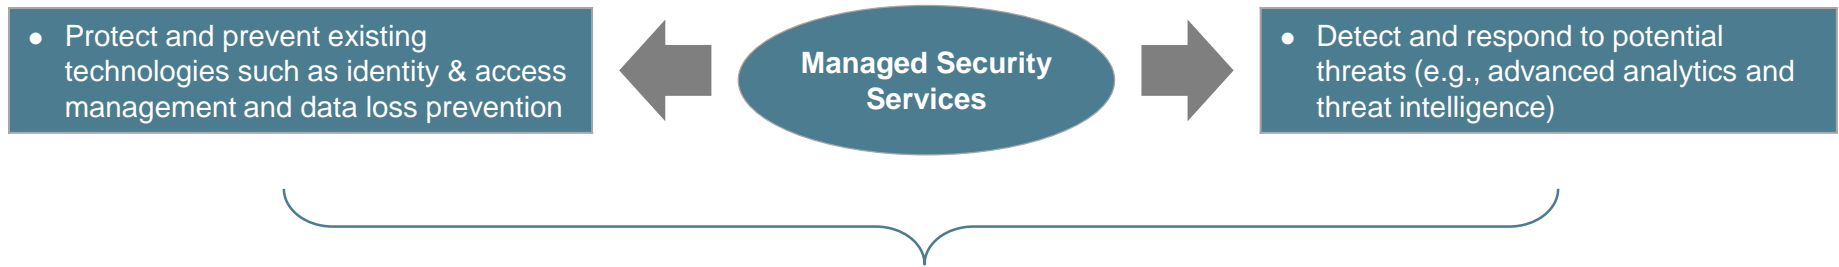 ● Protect and prevent existing
technologies such as identity & access
management and data loss prevention
Managed Security
Services
● Detect and respond to potential
threats (e.g., advanced analytics and
threat intelligence)